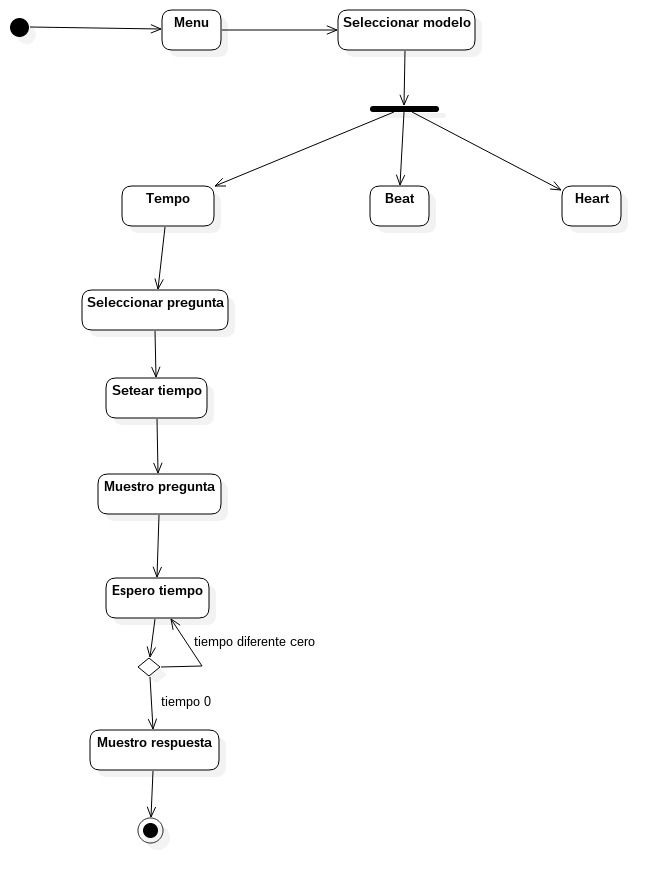 Menu
Seleccionar modelo
Tempo
Beat
Heart
Seleccionar pregunta
Setear tiempo
Muestro pregunta
Espero tiempo
tiempo diferente cero
tiempo 0
Muestro respuesta